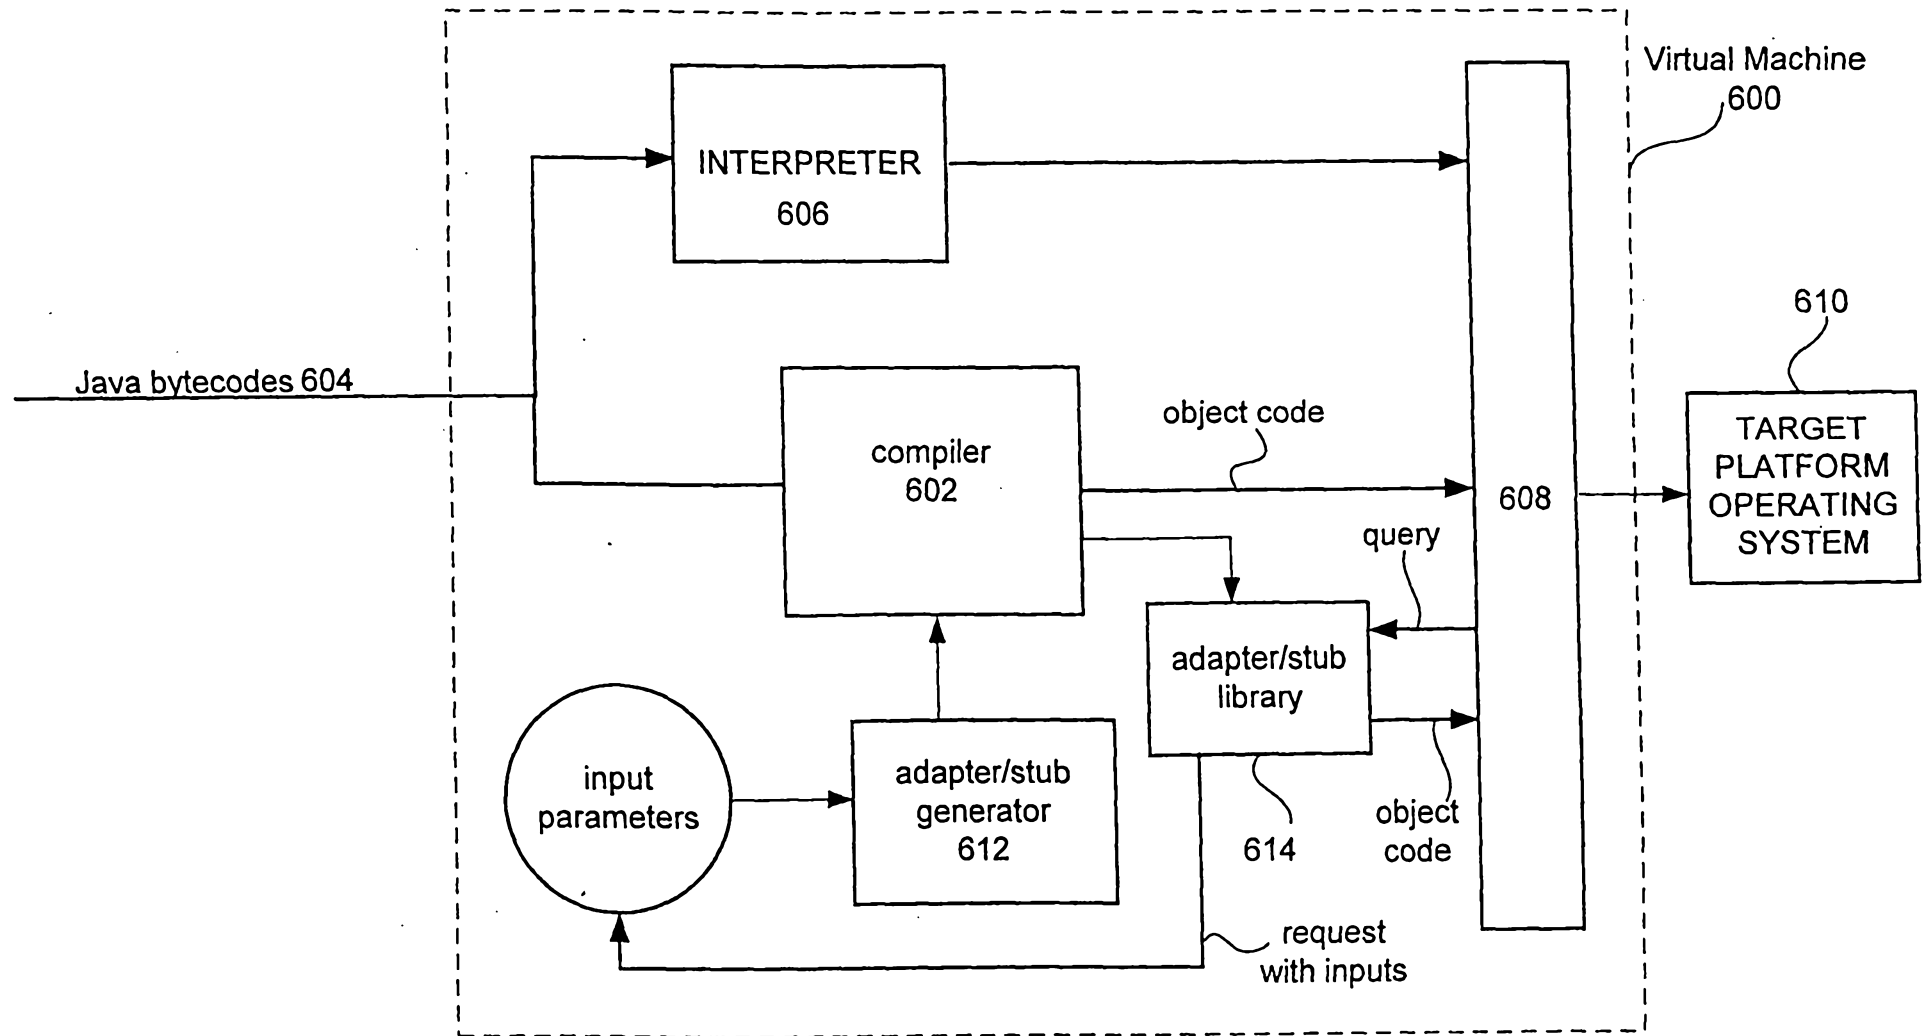 Virtual Machine
600
INTERPRETER
606
610
Java bytecodes 604
object code
compiler
602
TARGET
PLATFORM
OPERATING
SYSTEM
608
query
adapter/stub
library
input
parameters
adapter/stub
generator
612
614
object
code
request
with inputs